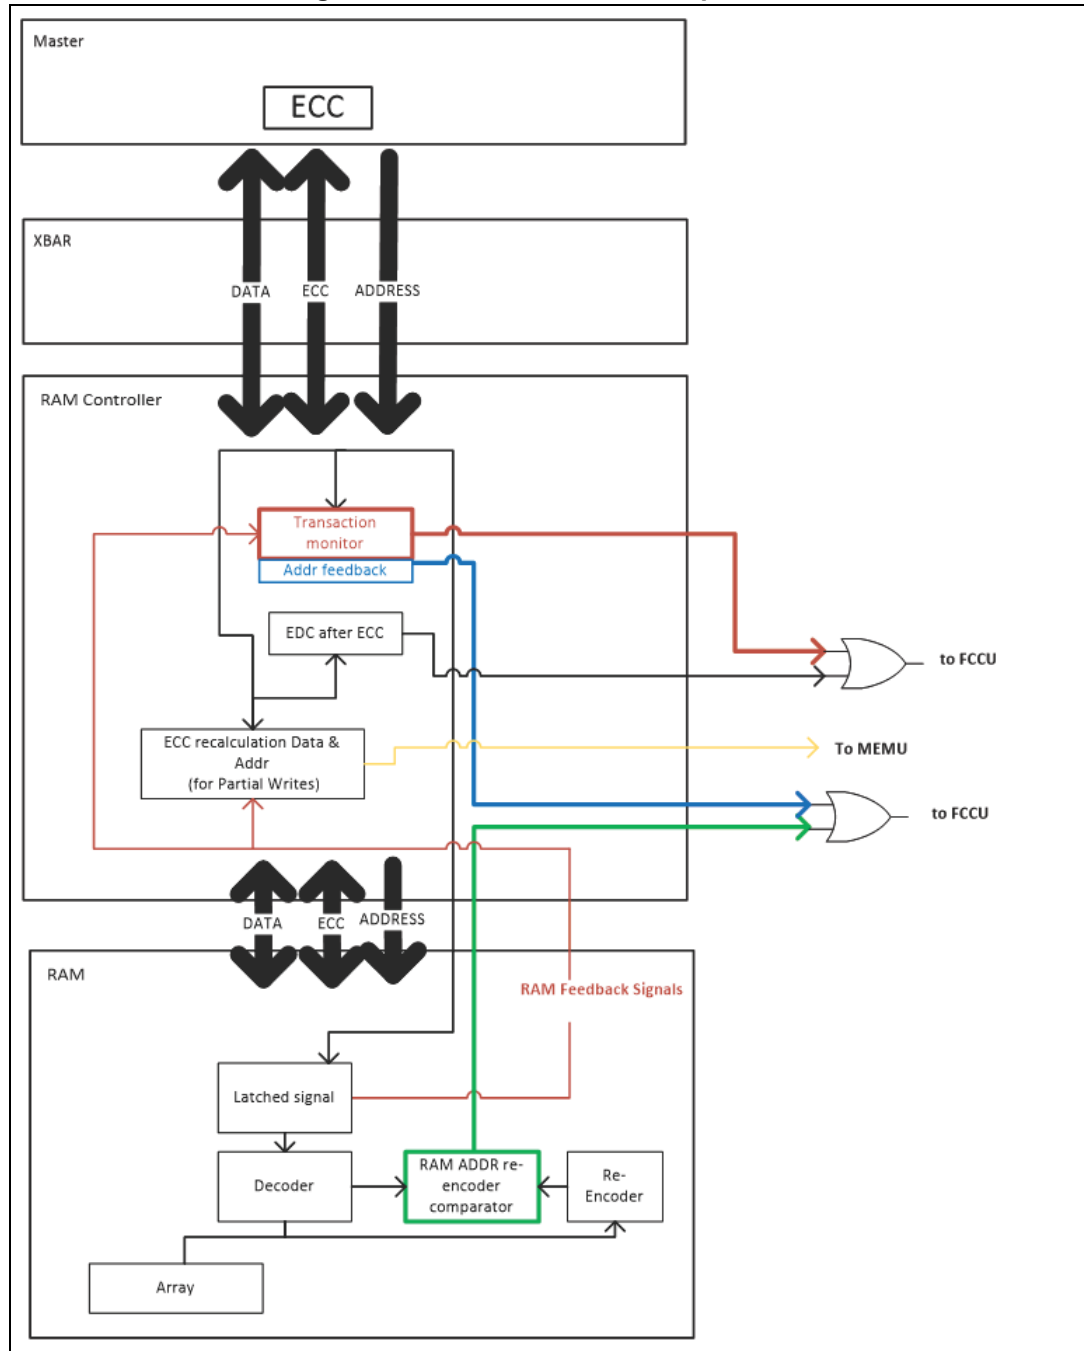 Master
ECC
XBAR
DATA
ECC
ADDRESS
RAM Controller
Transaction
monitor
Addr feedback
EDC after ECC
to FCCU
ECC recalculation Data &
Addr
(for Partial Writes)
To MEMU
to FCCU
DATA
ECC
ADDRESS
RAM
RAM Feedback Signals
Latched signal
Decoder
RAM ADDR re-
encoder
comparator
Re-
Encoder
Array